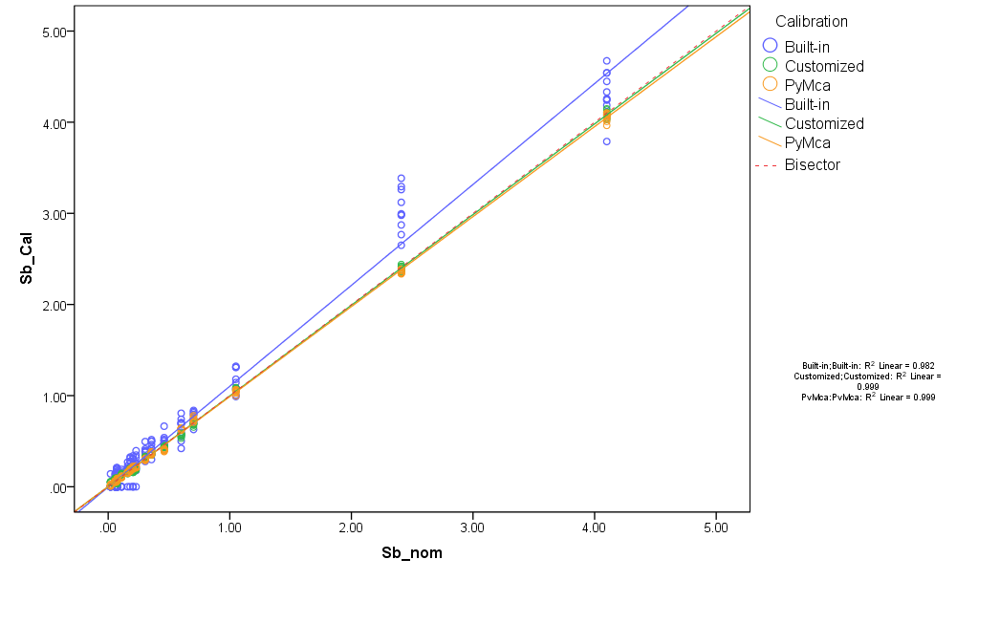 Calibration
Built-in
Customized
PyMca
Built-in
Customized
PyMca
Bisector
5.00
4.00
3.00
2.00
1.00
.00
Sb_Cal
.00 1.00 2.00 3.00 4.00 5.00
Sb_nom
Built-in;Built-in: R² Linear = 0.982
Customized;Customized: R² Linear =
0.999
PyMca:PyMca: R² Linear = 0.999